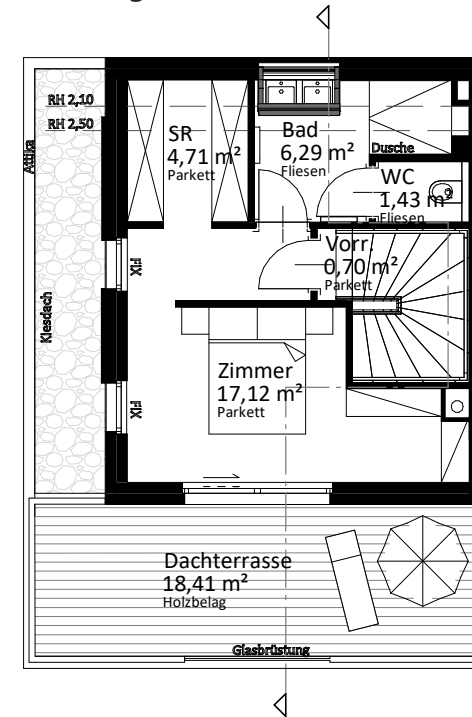 RH 2,10
RH 2,50
Attika
SR
4,71 m²
Parkett
Bad
6,29 m²
Fliesen
Dusche
WC
1,43 m²
Fliesen
Vorr.
0,70 m²
Parkett
FIX
Kiesdach
Zimmer
17,12 m²
Parkett
FIX
Dachterrasse
18,41 m²
Holzbelag
Glasbrüstung